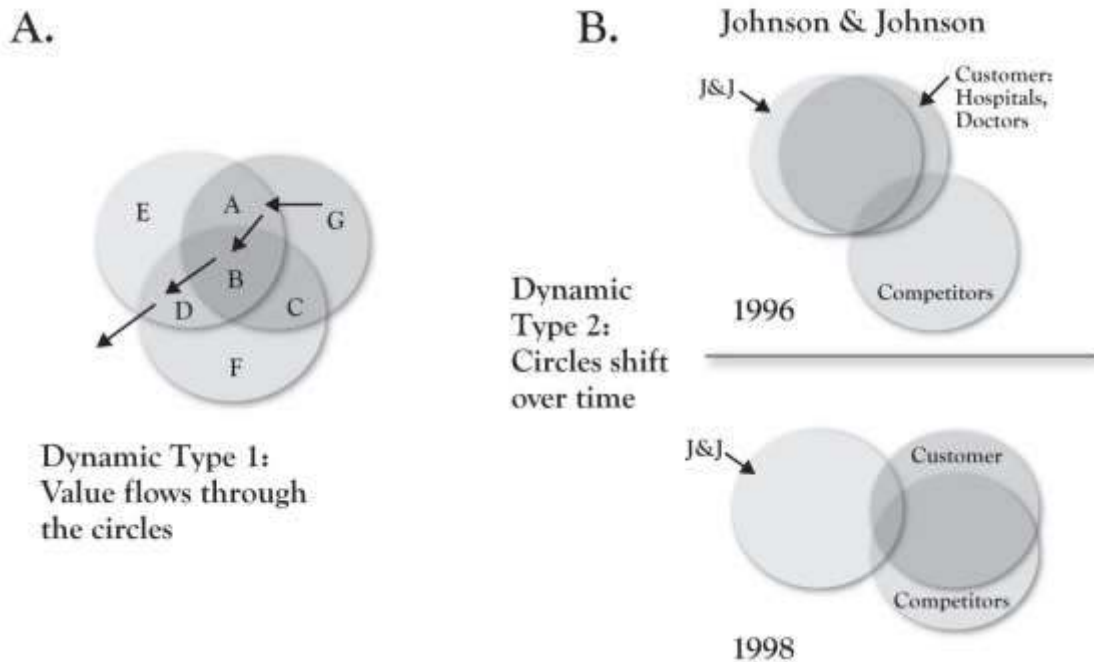 A.
E
A
G
B
D
C
F
Dynamic Type 1:
Value flows through
the circles
B.
Johnson & Johnson
J&J
Customer:
Hospitals,
Doctors
Competitors
1996
Dynamic
Type 2:
Circles shift
over time
J&J
Customer
Competitors
1998